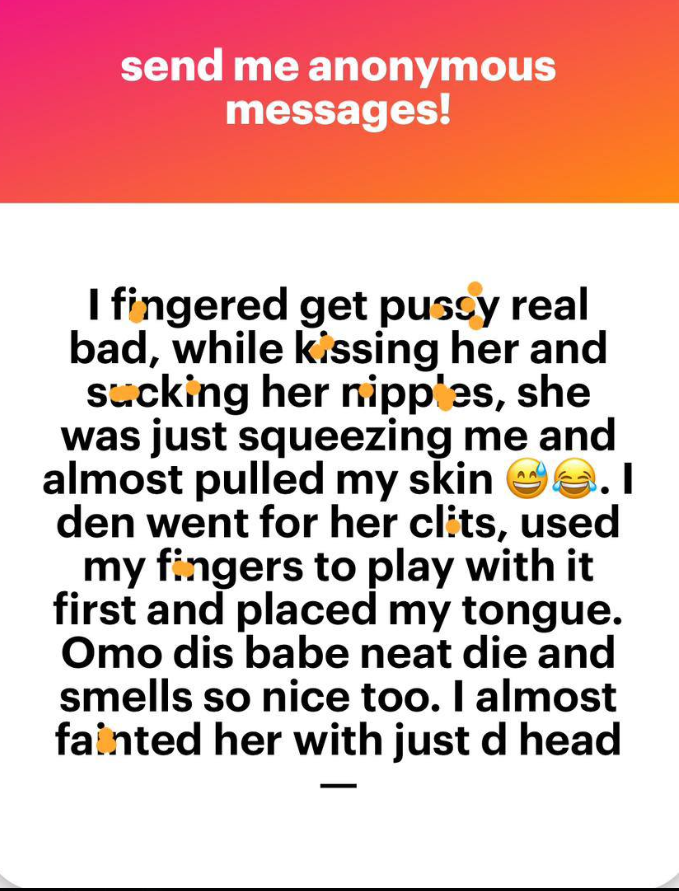 send me anonymous
messages!
I fingered get pussy real
bad, while kissing her and
sucking her nipples, she
was just squeezing me and
almost pulled my skin 😅😂. I
den went for her clits, used
my fingers to play with it
first and placed my tongue.
Omo dis babe neat die and
smells so nice too. I almost
fainted her with just d head
—